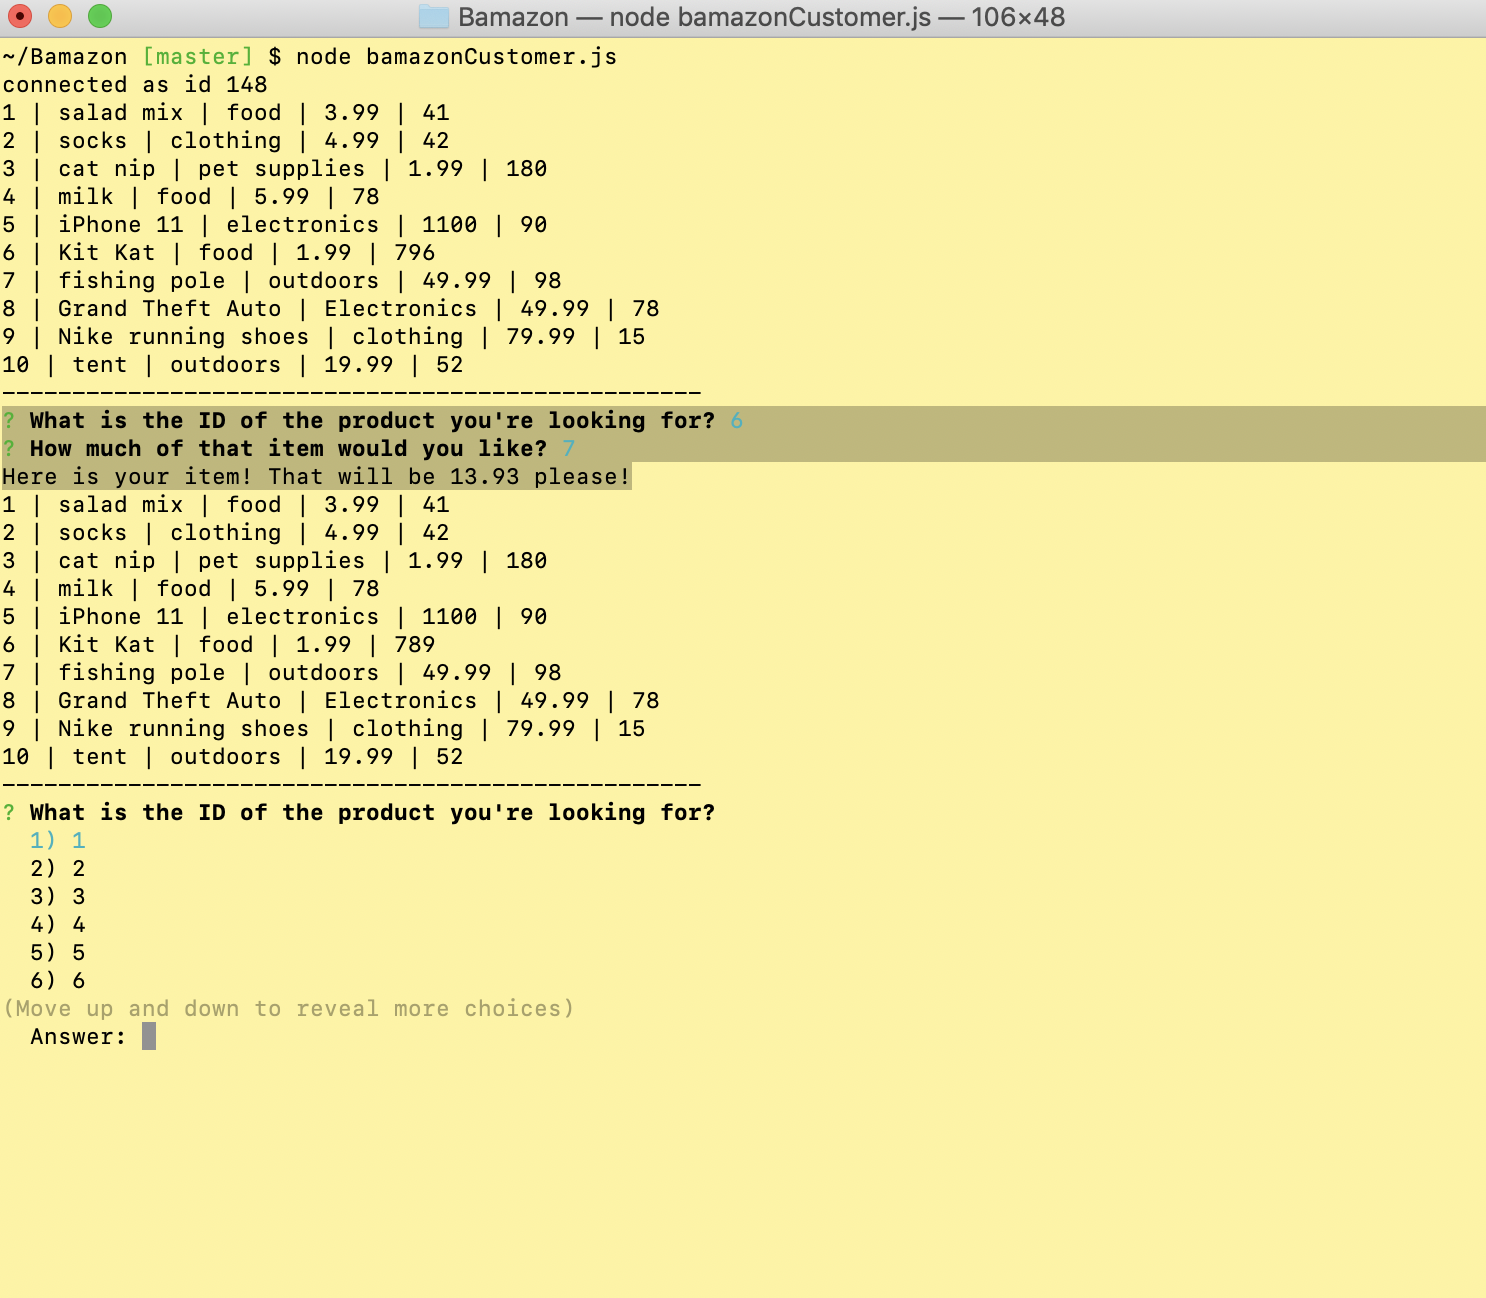 Bamazon — node bamazonCustomer.js — 106×48
~/Bamazon [master] $ node bamazonCustomer.js
connected as id 148
1 | salad mix | food | 3.99 | 41
2 | socks | clothing | 4.99 | 42
3 | cat nip | pet supplies | 1.99 | 180
4 | milk | food | 5.99 | 78
5 | iPhone 11 | electronics | 1100 | 90
6 | Kit Kat | food | 1.99 | 796
7 | fishing pole | outdoors | 49.99 | 98
8 | Grand Theft Auto | Electronics | 49.99 | 78
9 | Nike running shoes | clothing | 79.99 | 15
10 | tent | outdoors | 19.99 | 52
--------------------------------------------------
? What is the ID of the product you're looking for? 6
? How much of that item would you like? 7
Here is your item! That will be 13.93 please!
1 | salad mix | food | 3.99 | 41
2 | socks | clothing | 4.99 | 42
3 | cat nip | pet supplies | 1.99 | 180
4 | milk | food | 5.99 | 78
5 | iPhone 11 | electronics | 1100 | 90
6 | Kit Kat | food | 1.99 | 789
7 | fishing pole | outdoors | 49.99 | 98
8 | Grand Theft Auto | Electronics | 49.99 | 78
9 | Nike running shoes | clothing | 79.99 | 15
10 | tent | outdoors | 19.99 | 52
--------------------------------------------------
? What is the ID of the product you're looking for?
1) 1
2) 2
3) 3
4) 4
5) 5
6) 6
(Move up and down to reveal more choices)
Answer: